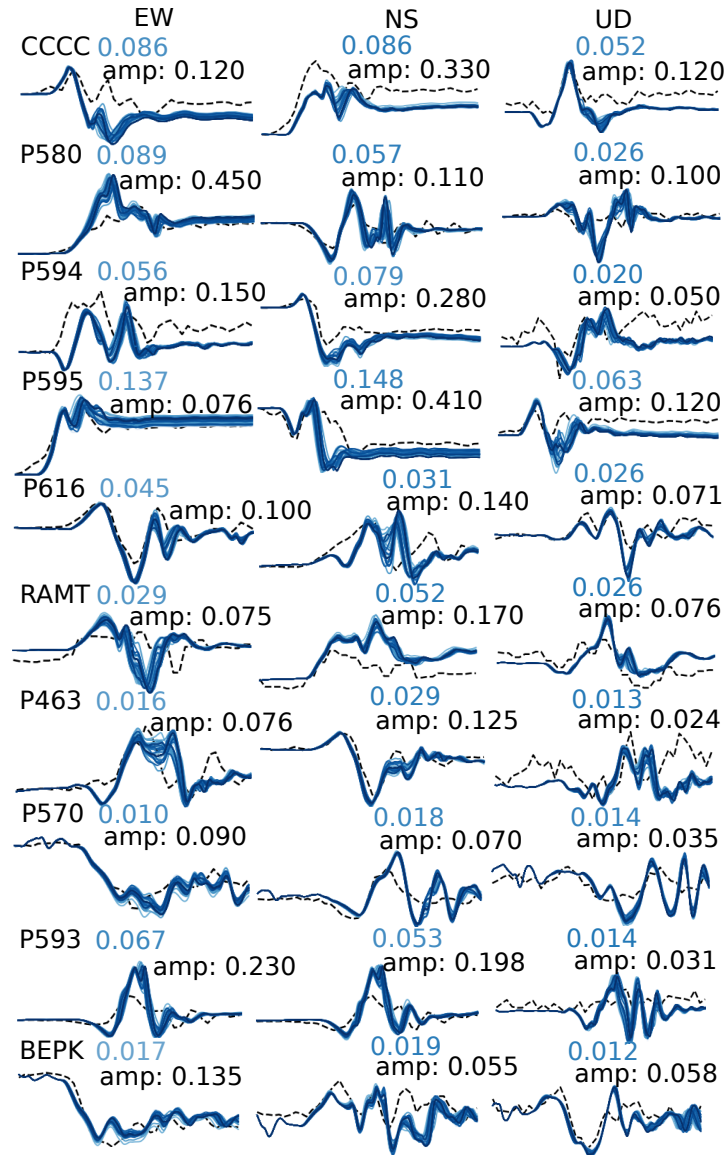 EW NS UD
CCCC 0.086 0.086 0.052
amp: 0.120 amp: 0.330 amp: 0.120
P580 0.089 0.057 0.026
amp: 0.450 amp: 0.110 amp: 0.100
P594 0.056 0.079 0.020
amp: 0.150 amp: 0.280 amp: 0.050
P595 0.137 0.148 0.063
amp: 0.076 amp: 0.410 amp: 0.120
P616 0.045 0.031 0.026
amp: 0.100 amp: 0.140 amp: 0.071
RAMT 0.029 0.052 0.026
amp: 0.075 amp: 0.170 amp: 0.076
P463 0.016 0.029 0.013
amp: 0.076 amp: 0.125 amp: 0.024
P570 0.010 0.018 0.014
amp: 0.090 amp: 0.070 amp: 0.035
P593 0.067 0.053 0.014
amp: 0.230 amp: 0.198 amp: 0.031
BEPK 0.017 0.019 0.012
amp: 0.135 amp: 0.055 amp: 0.058